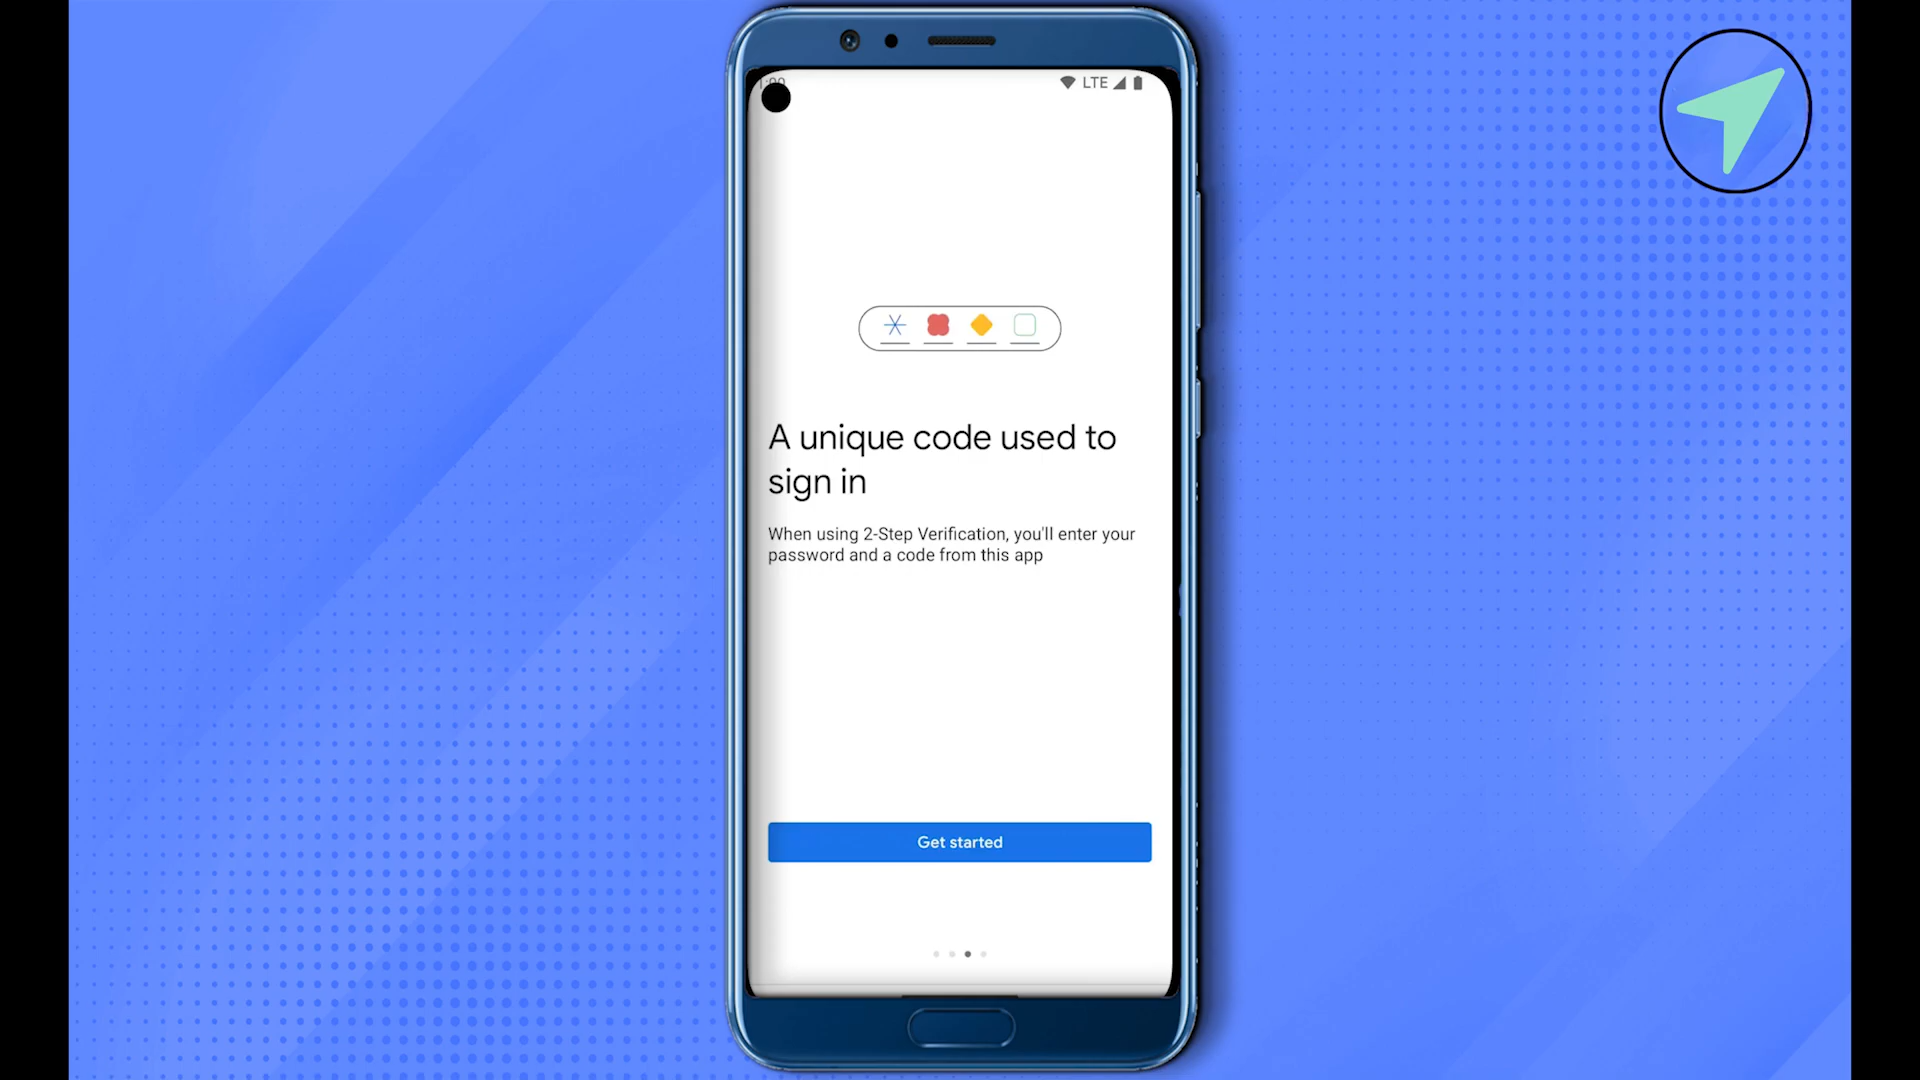 LTE
A unique code used to
sign in
When using 2-Step Verification, you'll enter your
password and a code from this app
Get started